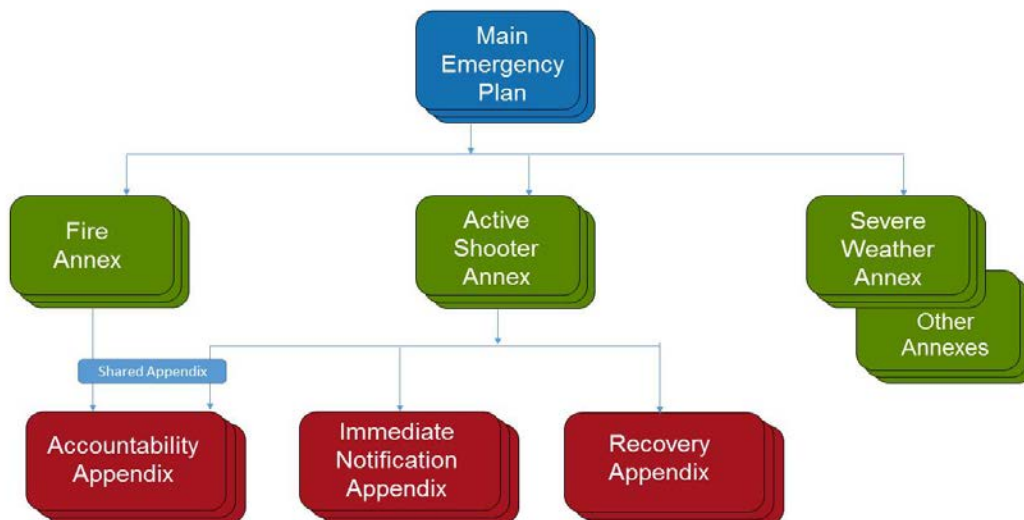 Main
Emergency
Plan
Fire
Annex
Active
Shooter
Annex
Severe
Weather
Annex
Other
Annexes
Shared Appendix
Accountability
Appendix
Immediate
Notification
Appendix
Recovery
Appendix